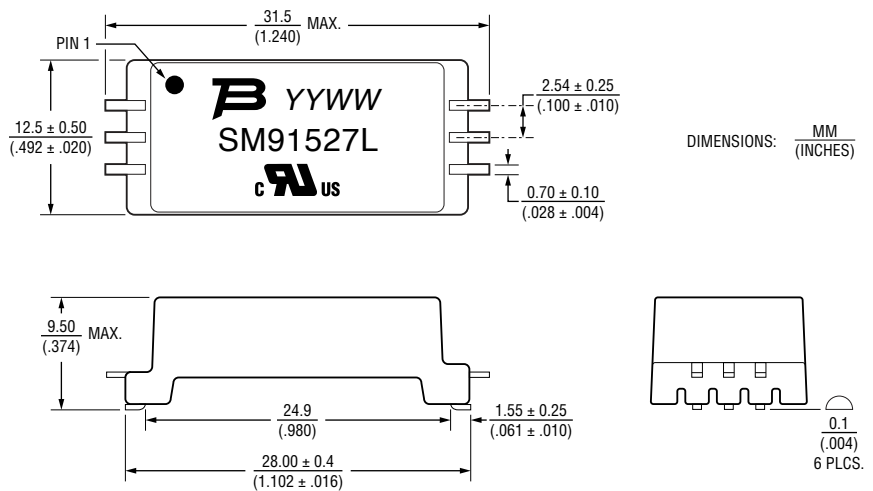 31.5
(1.240)
MAX.
PIN 1
YYWW
SM91527L
C RU US
12.5 ± 0.50
(.492 ± .020)
2.54 ± 0.25
(.100 ± .010)
0.70 ± 0.10
(.028 ± .004)
DIMENSIONS:
MM
(INCHES)
9.50
(.374)
MAX.
24.9
(.980)
1.55 ± 0.25
(.061 ± .010)
28.00 ± 0.4
(1.102 ± .016)
0.1
(.004)
6 PLCS.